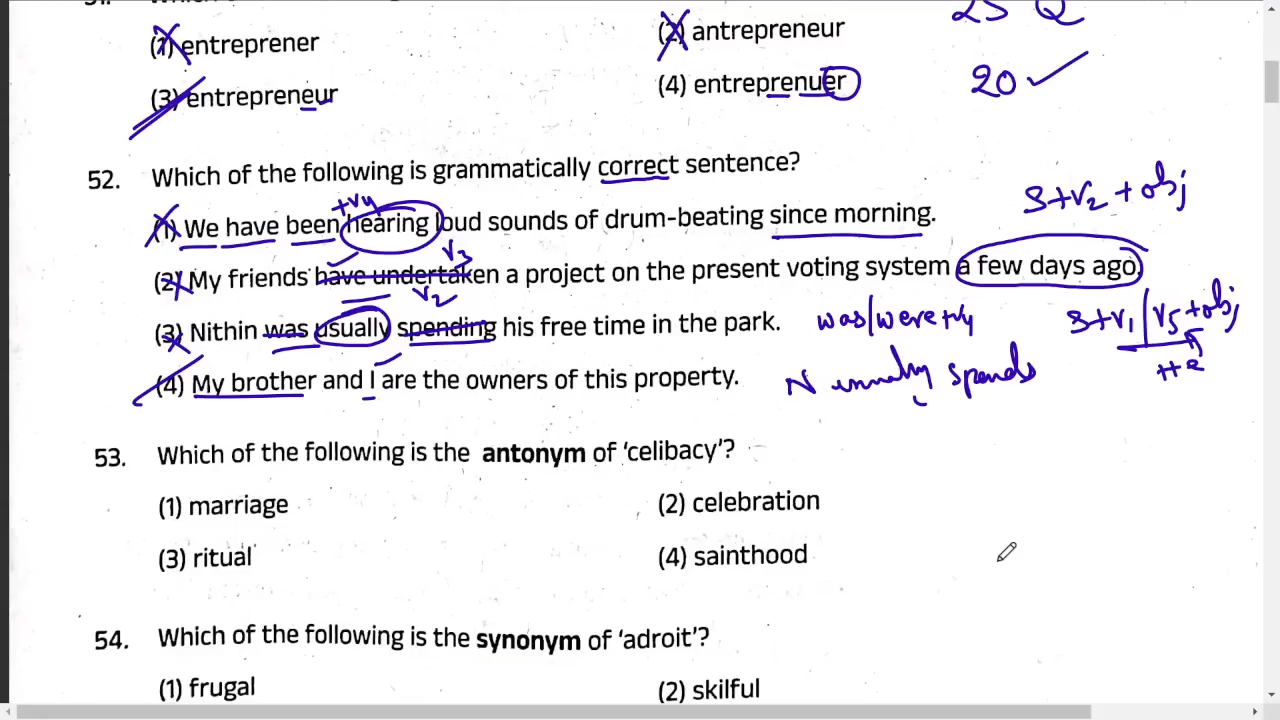 25 Q
(1) entreprener (2) antrepreneur
(3) entrepreneur (4) entreprenuer 20 ✓
52. Which of the following is grammatically correct sentence?
S+V2 + obj
+V4
(1) We have been hearing loud sounds of drum-beating since morning.
V3
(2) My friends have undertaken a project on the present voting system a few days ago.
V2
(3) Nithin was usually spending his free time in the park. was/were + S+V1/V5+obj
(4) My brother and I are the owners of this property. N usually spends
53. Which of the following is the antonym of 'celibacy'?
(1) marriage (2) celebration
(3) ritual (4) sainthood
54. Which of the following is the synonym of 'adroit'?
(1) frugal (2) skilful